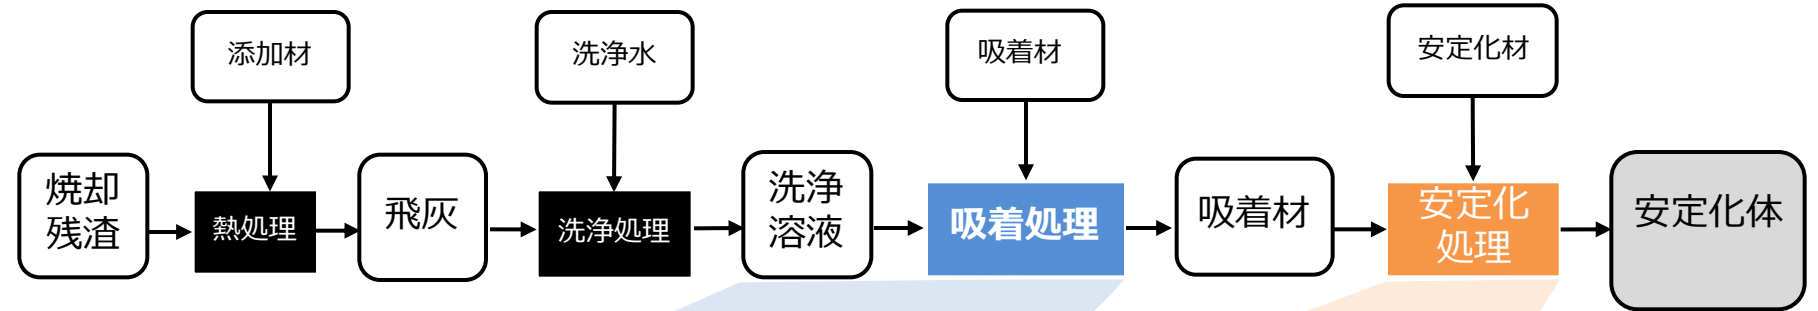 添加材
洗浄水
吸着材
安定化材
焼却
残渣
熱処理
飛灰
洗浄処理
洗浄
溶液
吸着処理
吸着材
安定化
処理
安定化体